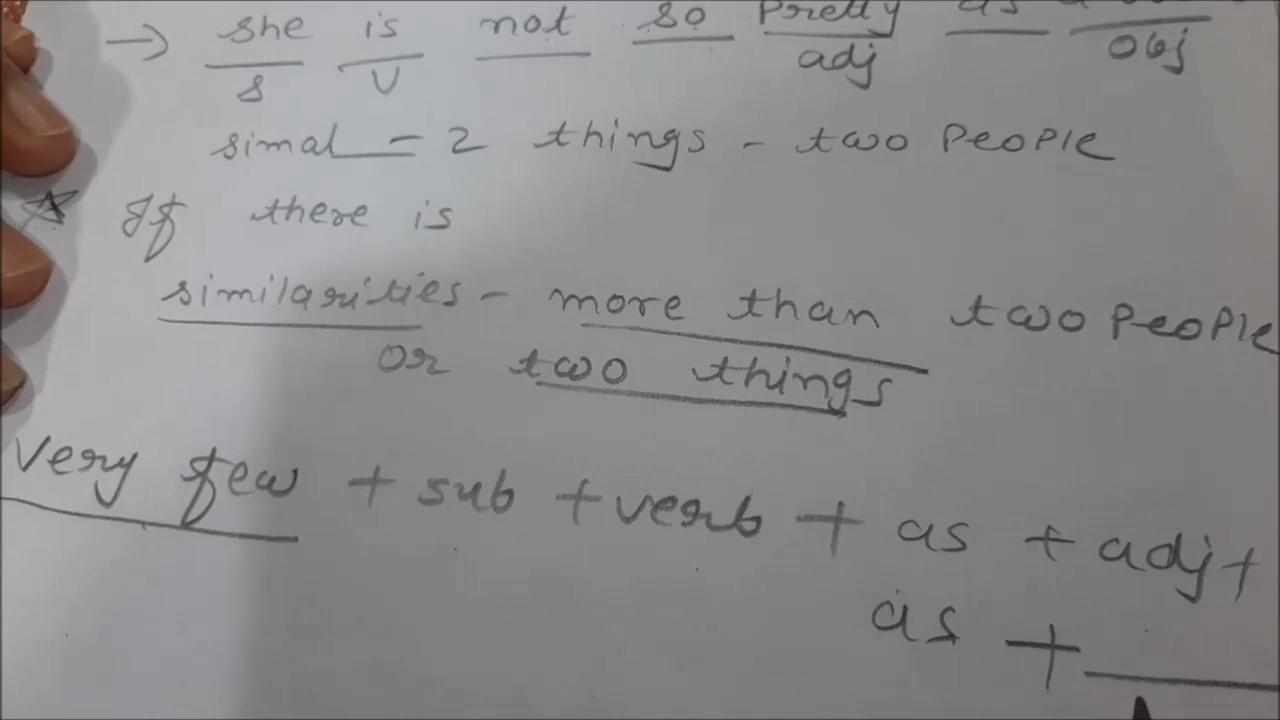 → she is not so pretty as
s v adj obj
simal - 2 things - two people
If there is
similarities - more than two people
or two things
very few + sub + verb + as + adj +
as +